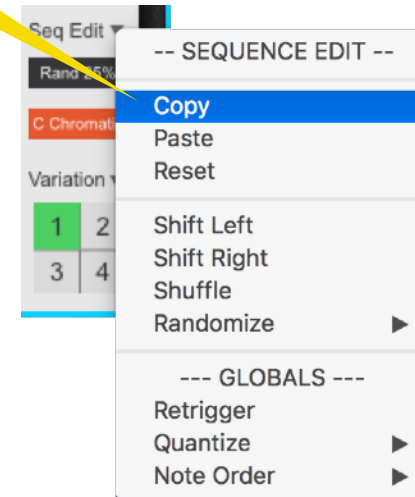 Seq Edit ▼
-- SEQUENCE EDIT --
Rand 25%
Copy
C Chromati
Paste
Reset
Variation
1 2
3 4
Shift Left
Shift Right
Shuffle
Randomize ▶
--- GLOBALS ---
Retrigger
Quantize ▶
Note Order ▶